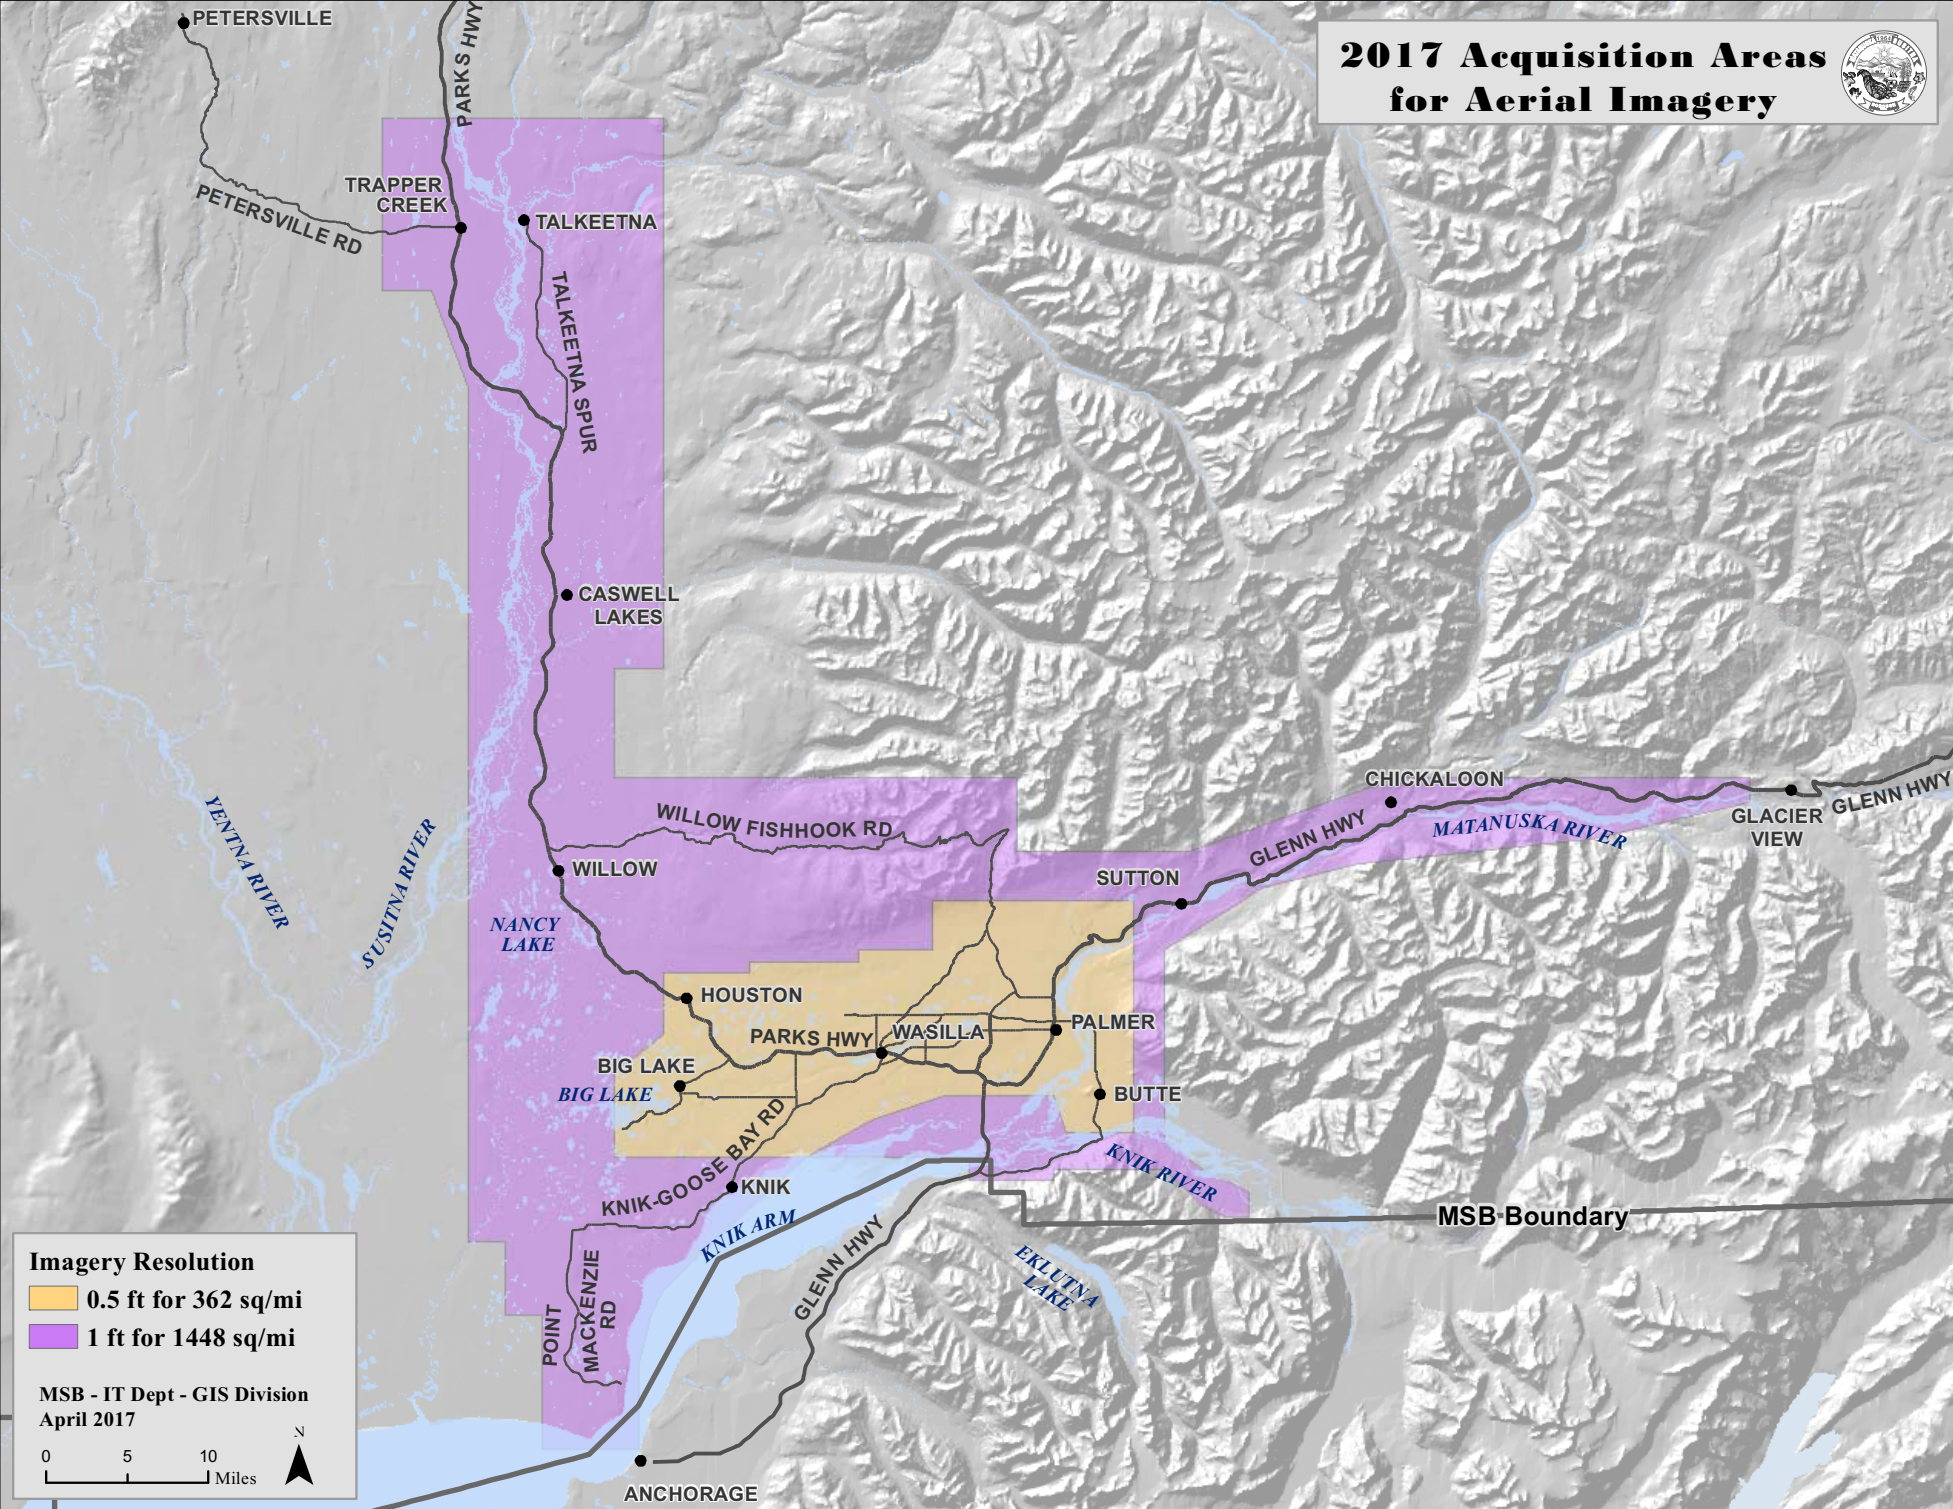 PETERSVILLE
PARKS HWY
2017 Acquisition Areas
for Aerial Imagery
TRAPPER
CREEK
PETERSVILLE RD
TALKEETNA
TALKEETNA SPUR
CASWELL
LAKES
CHICKALOON
GLENN HWY
GLACIER
VIEW
MATANUSKA RIVER
GLENN HWY
WILLOW FISHHOOK RD
YENTNA RIVER
SUSITNA RIVER
WILLOW
SUTTON
NANCY
LAKE
HOUSTON
PARKS HWY
WASILLA
PALMER
BIG LAKE
BIG LAKE
BUTTE
KNIK-GOOSE BAY RD
KNIK
KNIK RIVER
KNIK ARM
MSB Boundary
GLENN HWY
EKLUTNA
LAKE
POINT
MACKENZIE
RD
ANCHORAGE
Imagery Resolution
0.5 ft for 362 sq/mi
1 ft for 1448 sq/mi
MSB - IT Dept - GIS Division
April 2017
N
0 5 10
Miles